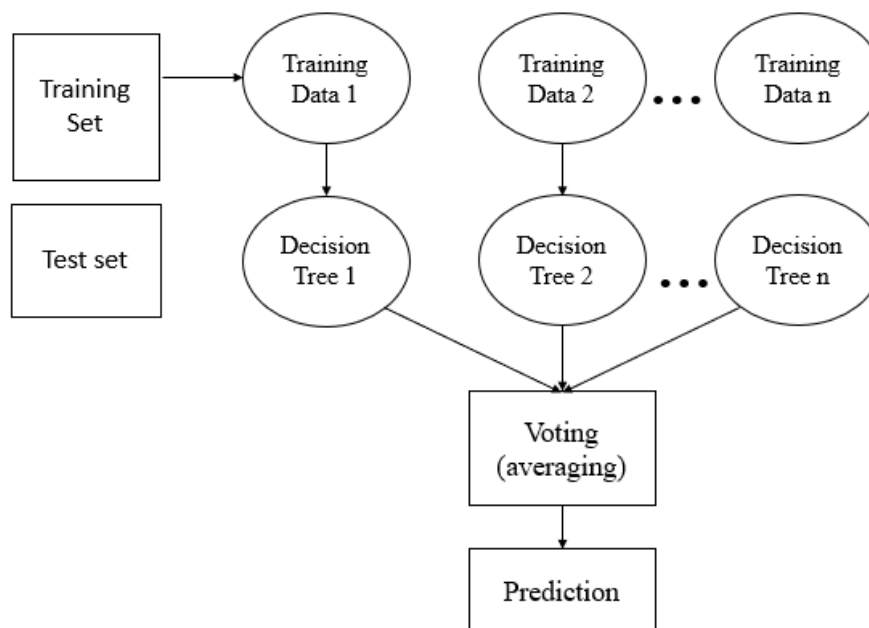 Training
Set
Training
Data 1
Training
Data 2
Training
Data n
Test set
Decision
Tree 1
Decision
Tree 2
Decision
Tree n
Voting
(averaging)
Prediction